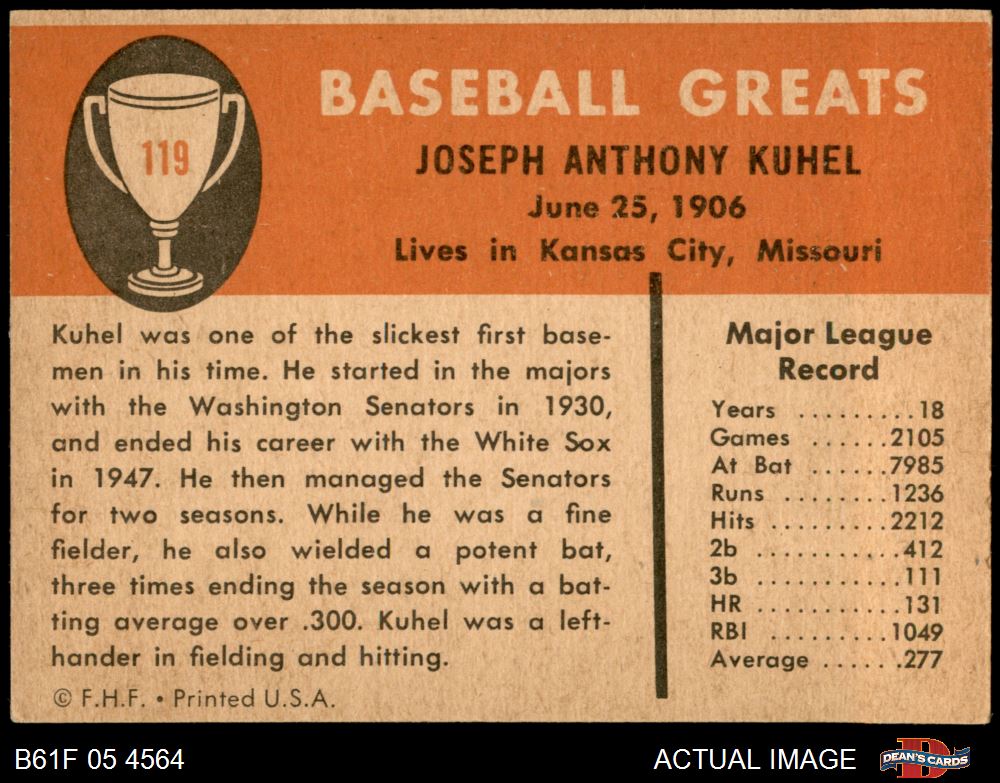 119
BASEBALL GREATS
JOSEPH ANTHONY KUHEL
June 25, 1906
Lives in Kansas City, Missouri
Kuhel was one of the slickest first base-
men in his time. He started in the majors
with the Washington Senators in 1930,
and ended his career with the White Sox
in 1947. He then managed the Senators
for two seasons. While he was a fine
fielder, he also wielded a potent bat,
three times ending the season with a bat-
ting average over .300. Kuhel was a left-
hander in fielding and hitting.
© F.H.F. • Printed U.S.A.
Major League
Record
Years .........18
Games ......2105
At Bat ......7985
Runs ........1236
Hits .........2212
2b ..........412
3b ..........111
HR ..........131
RBI .........1049
Average ......277
B61F 05 4564
ACTUAL IMAGE
D
DEAN'S CARDS